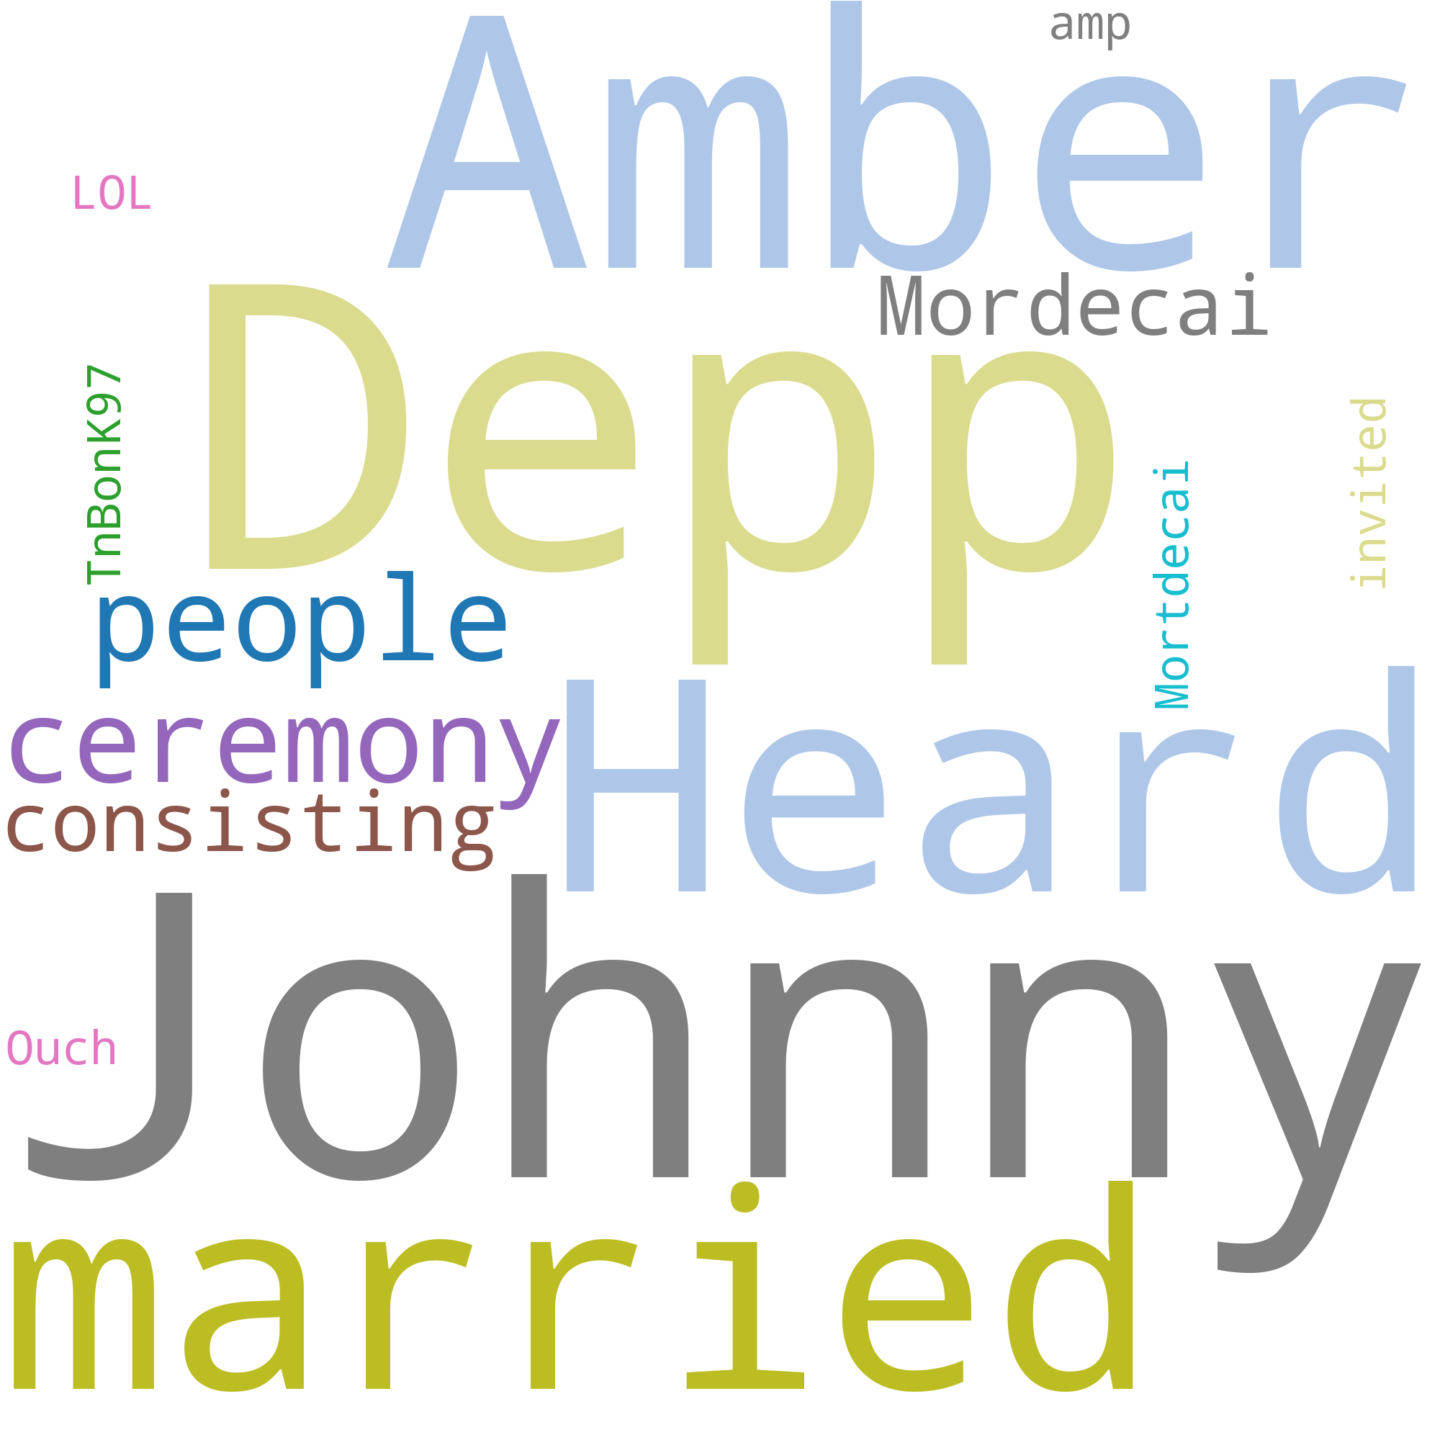 amp
Amber
LOL
Mordecai
Depp
TnBonK97
invited
Mortdecai
people
Heard
ceremony
consisting
Johnny
Ouch
married